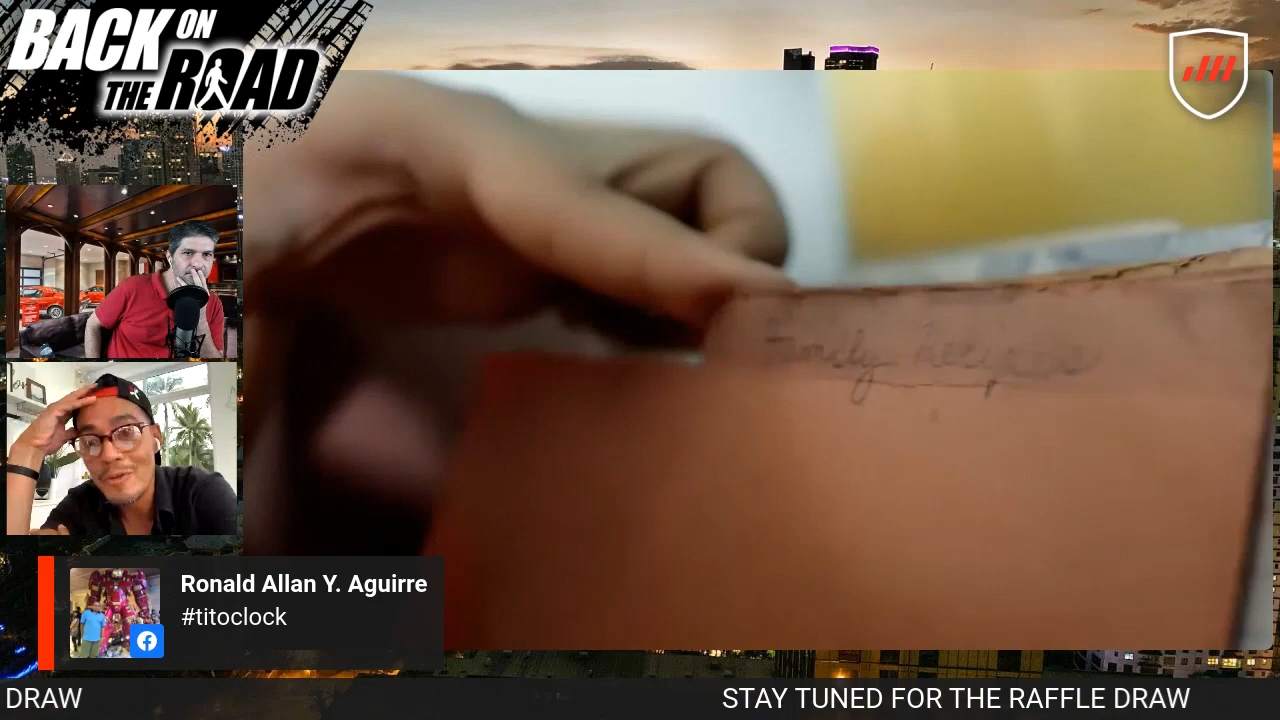 BACK ON
THE ROAD
Family Recipes
Ronald Allan Y. Aguirre
#titoclock
DRAW
STAY TUNED FOR THE RAFFLE DRAW